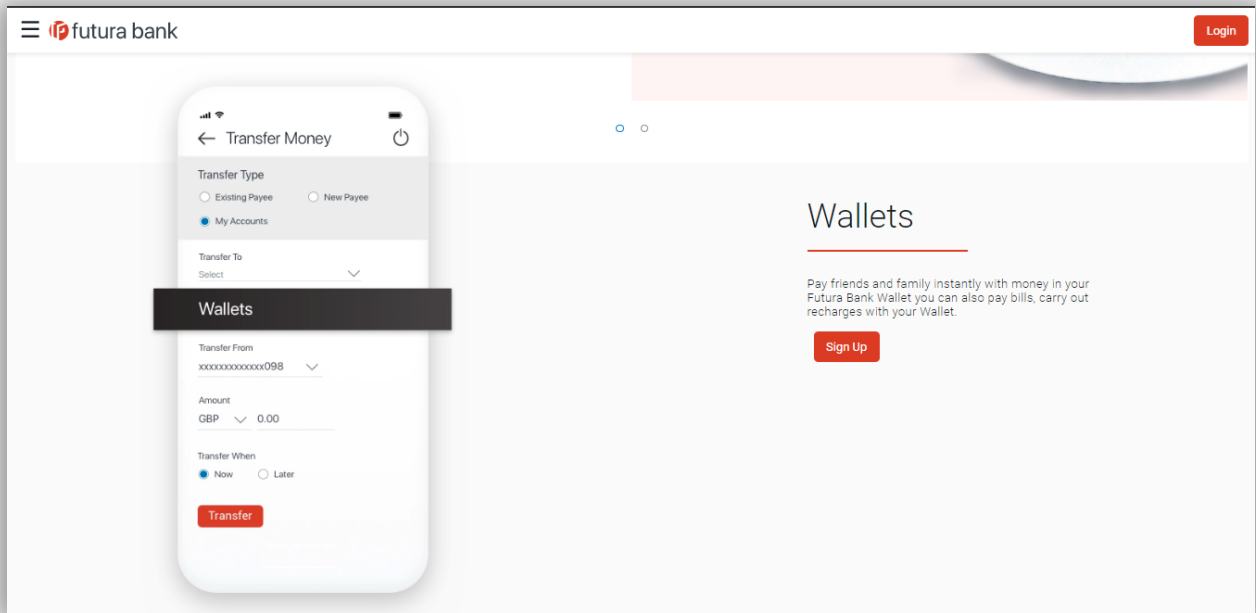 futura bank
Login
Transfer Money
Transfer Type
Existing Payee New Payee
My Accounts
Transfer To
Select
Wallets
Transfer From
xxxxxxxxxxxxx098
Amount
GBP 0.00
Transfer When
Now Later
Transfer
Wallets
Pay friends and family instantly with money in your
Futura Bank Wallet you can also pay bills, carry out
recharges with your Wallet.
Sign Up